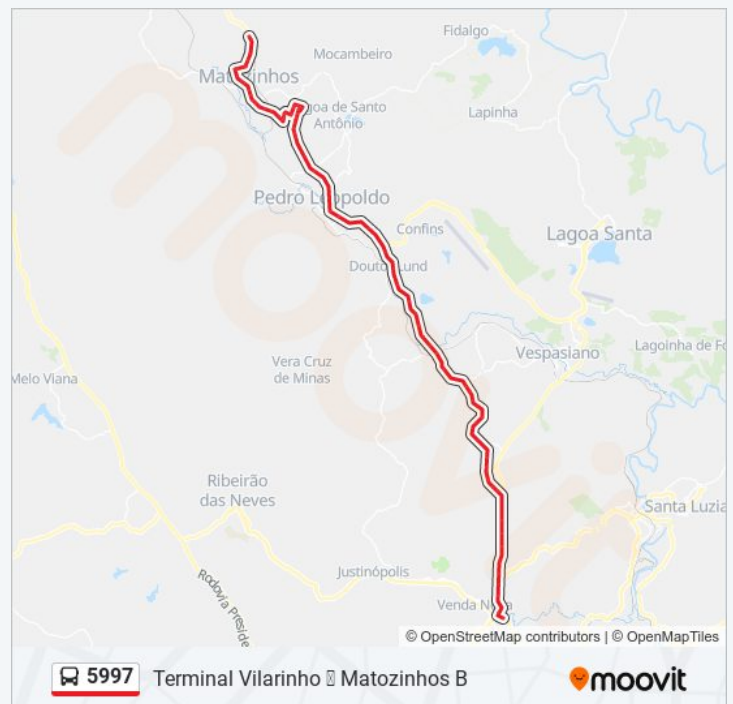 Fidalgo
Mocambeiro
Matozinhos
Lapinha
Lagoa de Santo
Antônio
Pedro Leopoldo
Confins
Lagoa Santa
Doutor Lund
Vespasiano
Lagoinha de Fo
Vera Cruz
de Minas
Melo Viana
Ribeirão
das Neves
Santa Luzia
Justinópolis
Rodovia Preside
Venda Nova
© OpenStreetMap contributors | © OpenMapTiles
5997 Terminal Vilarinho ▯ Matozinhos B
moovit
moovit